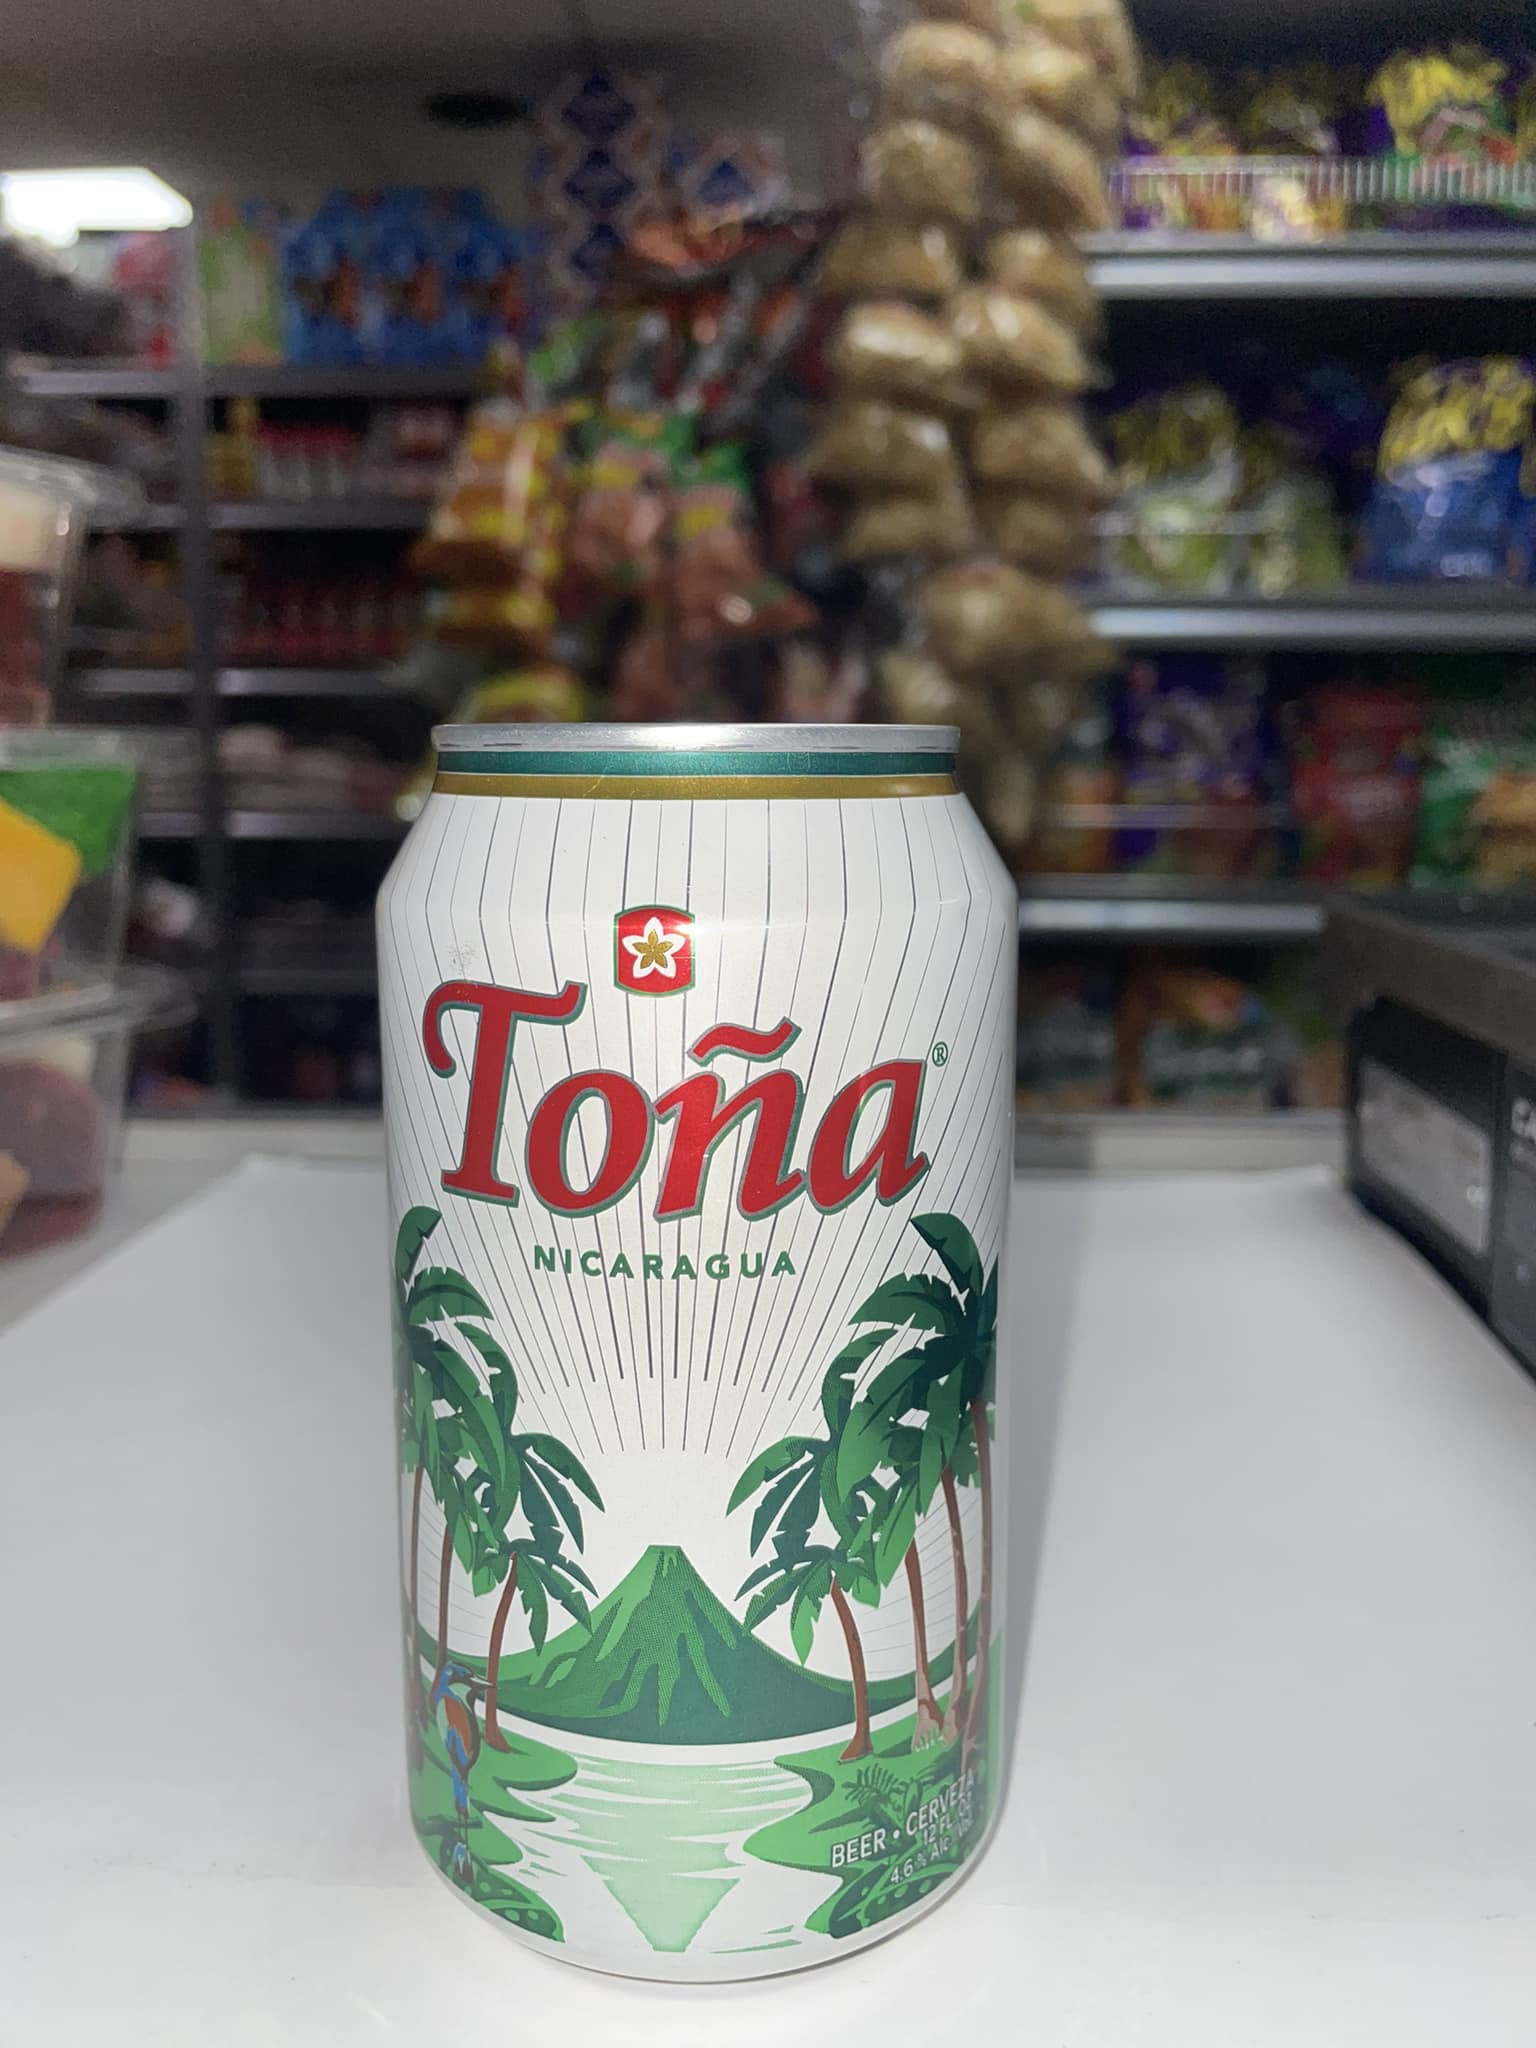 Toña®
NICARAGUA
BEER • CERVEZA
12 FL. OZ.
4.6% Alc. Vol.